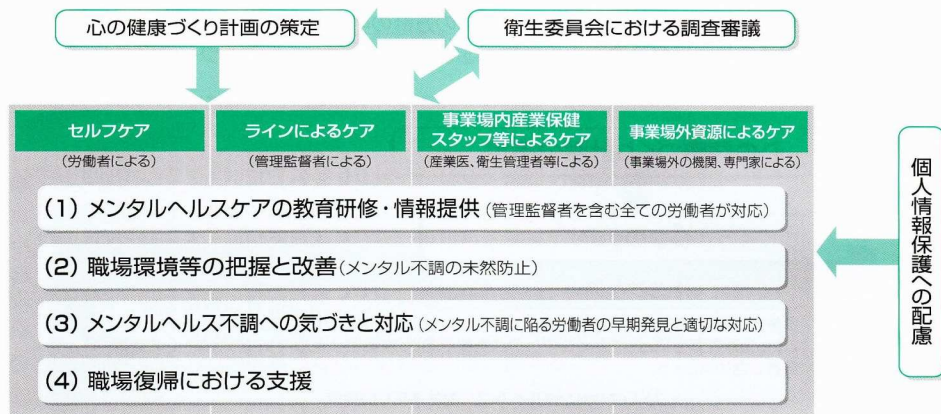 心の健康づくり計画の策定
衛生委員会における調査審議
セルフケア
(労働者による)
ラインによるケア
(管理監督者による)
事業場内産業保健
スタッフ等によるケア
(産業医、衛生管理者等による)
事業場外資源によるケア
(事業場外の機関、専門家による)
(1) メンタルヘルスケアの教育研修・情報提供 (管理監督者を含む全ての労働者が対応)
(2) 職場環境等の把握と改善(メンタル不調の未然防止)
(3) メンタルヘルス不調への気づきと対応 (メンタル不調に陥る労働者の早期発見と適切な対応)
(4) 職場復帰における支援
個人情報保護への配慮